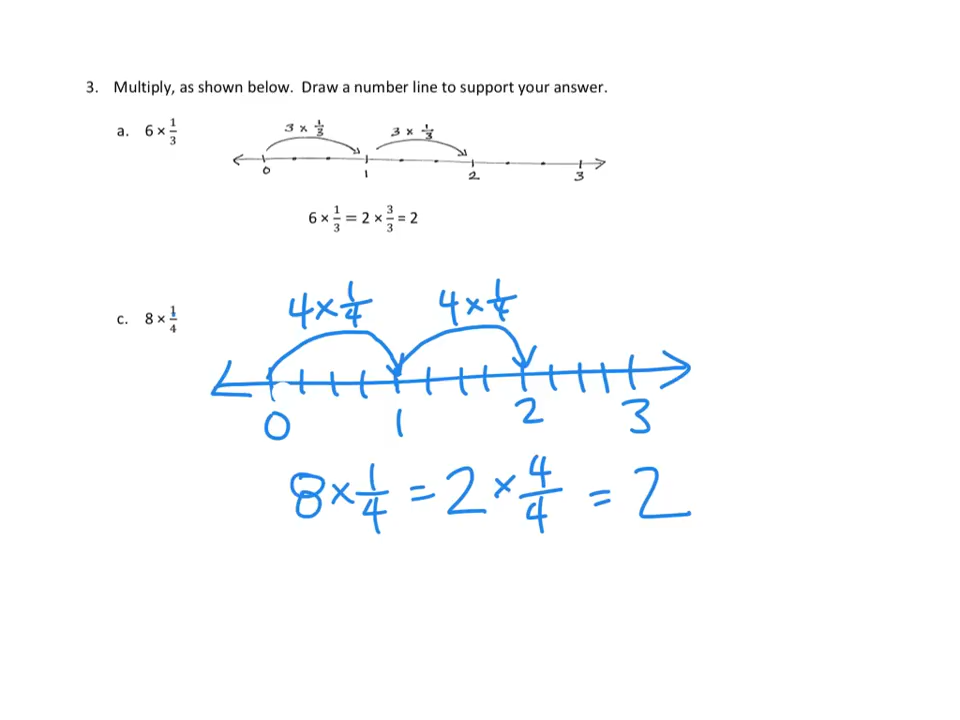 3. Multiply, as shown below. Draw a number line to support your answer.
a. 6 × 1/3
3 × 1/3 3 × 1/3
0 1 2 3
6 × 1/3 = 2 × 3/3 = 2
c. 8 × 1/4
4 × 1/4 4 × 1/4
0 1 2 3
8 × 1/4 = 2 × 4/4 = 2